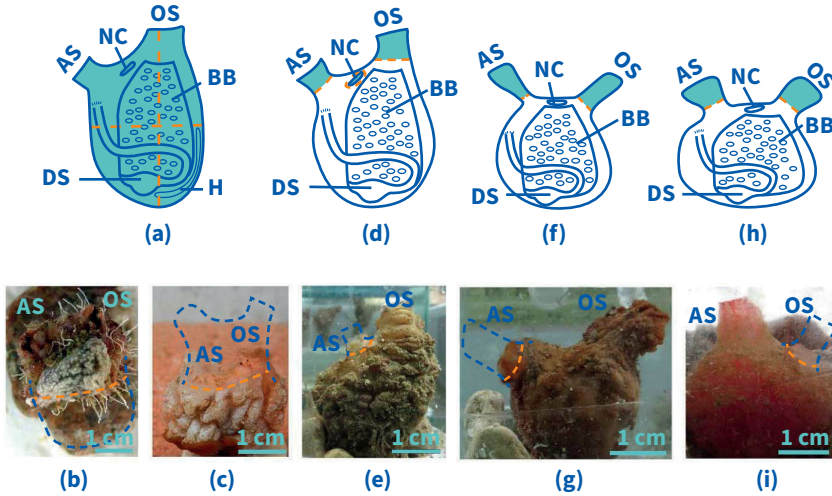 OS
AS
NC
BB
DS
H
(a)
OS
AS
NC
BB
DS
(d)
OS
NC
BB
DS
(f)
AS
NC
OS
BB
DS
(h)
AS
OS
1 cm
(b)
AS
OS
1 cm
(c)
OS
AS
1 cm
(e)
AS
OS
1 cm
(g)
AS
OS
1 cm
(i)